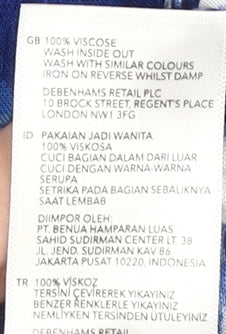 GB 100% VISCOSE
WASH INSIDE OUT
WASH WITH SIMILAR COLOURS
IRON ON REVERSE WHILST DAMP
DEBENHAMS RETAIL PLC
10 BROCK STREET, REGENT'S PLACE
LONDON NW1 3FG
ID PAKAIAN JADI WANITA
100% VISKOSA
CUCI BAGIAN DALAM DARI LUAR
CUCI DENGAN WARNA WARNA
SERUPA
SETRIKA PADA BAGIAN SEBALIKNYA
SAAT LEMBAB
DIIMPOR OLEH:
PT. BENUA HAMPARAN LUAS
SAHID SUDIRMAN CENTER LT. 38
JL. JEND. SUDIRMAN KAV 86
JAKARTA PUSAT 10220, INDONESIA
TR 100% VİSKOZ
TERSİNİ ÇEVİREREK YIKAYINIZ
BENZER RENKLERLE YIKAYINIZ
NEMLİYKEN TERSİNDEN ÜTÜLEYİNİZ
DEBENHAMS RETAIL